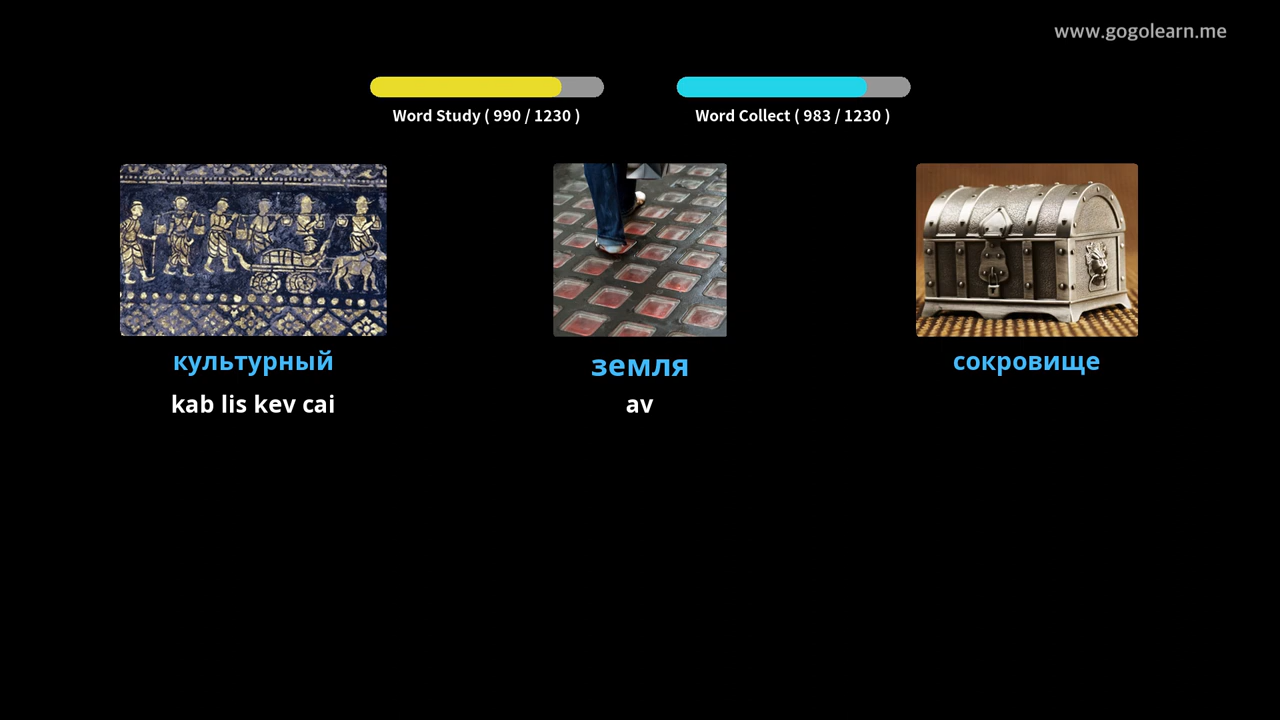 www.gogolearn.me
Word Study ( 990 / 1230 )
Word Collect ( 983 / 1230 )
культурный
kab lis kev cai
земля
av
сокровище